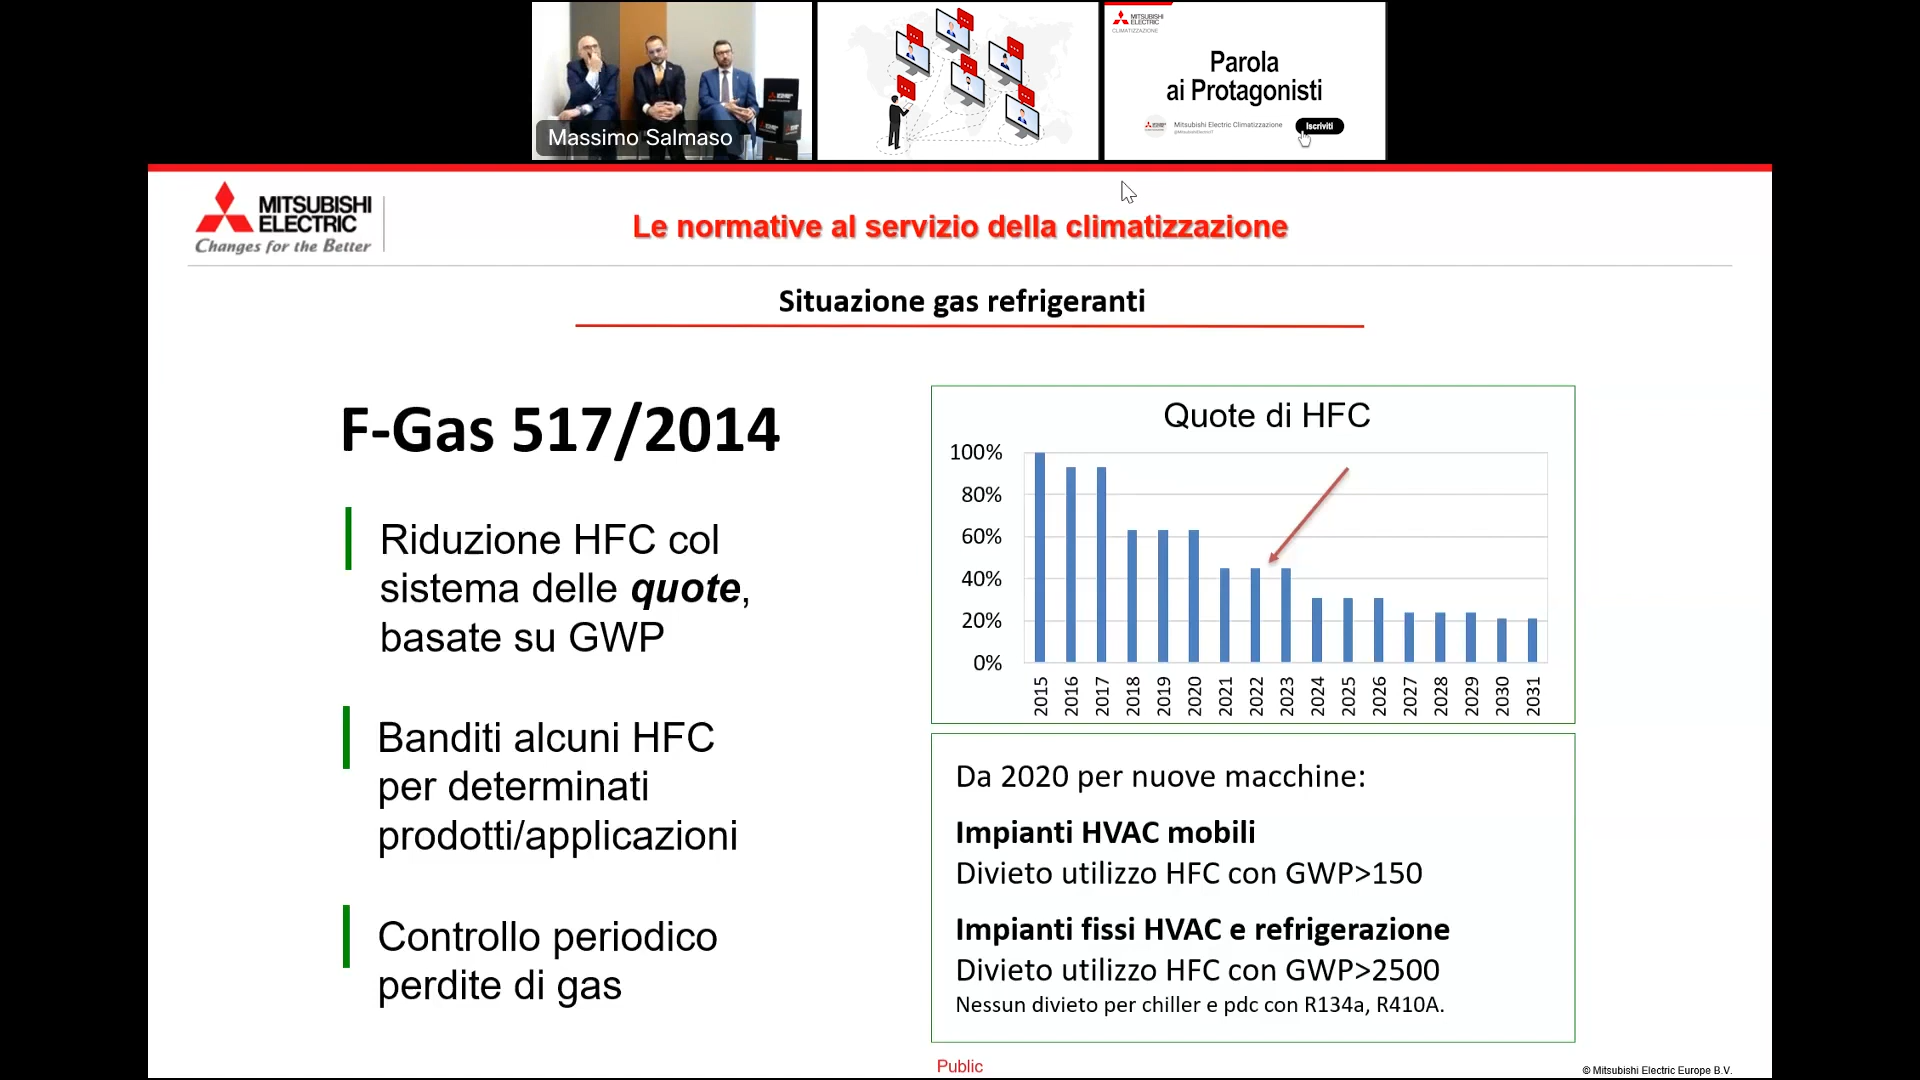 Massimo Salmaso
MITSUBISHI
ELECTRIC
CLIMATIZZAZIONE
Parola
ai Protagonisti
Mitsubishi Electric Climatizzazione
Iscriviti
MITSUBISHI
ELECTRIC
Changes for the Better
Le normative al servizio della climatizzazione
Situazione gas refrigeranti
F-Gas 517/2014
Riduzione HFC col
sistema delle quote,
basate su GWP
Banditi alcuni HFC
per determinati
prodotti/applicazioni
Controllo periodico
perdite di gas
Quote di HFC
100%
80%
60%
40%
20%
0%
2015 2016 2017 2018 2019 2020 2021 2022 2023 2024 2025 2026 2027 2028 2029 2030 2031
Da 2020 per nuove macchine:
Impianti HVAC mobili
Divieto utilizzo HFC con GWP>150
Impianti fissi HVAC e refrigerazione
Divieto utilizzo HFC con GWP>2500
Nessun divieto per chiller e pdc con R134a, R410A.
Public
© Mitsubishi Electric Europe B.V.